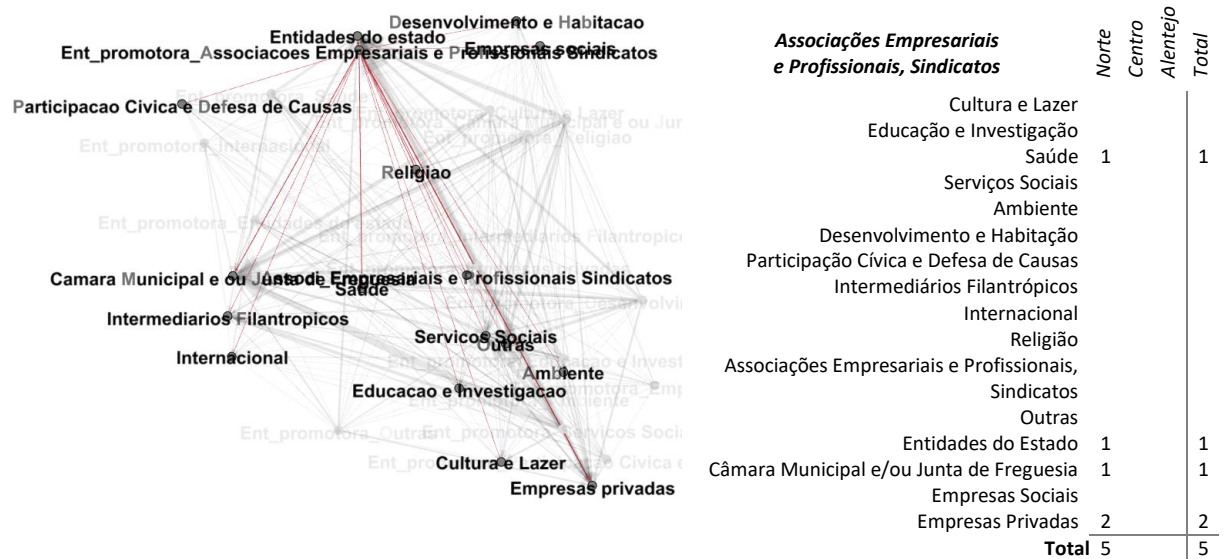 Desenvolvimento e Habitacao
Entidades do estado
Empresas sociais
Ent_promotora_Associacoes Empresariais e Profissionais Sindicatos
Participacao Civica e Defesa de Causas
Ent_promotora_Internacional
Religiao
Camara Municipal e ou Junta de Freguesia
Associ_Empresariais e Profissionais Sindicatos
Saude
Intermediarios Filantropicos
Servicos Sociais
Outras
Internacional
Ambiente
Educacao e Investigacao
Ent_promotora_Outras
Cultura e Lazer
Empresas privadas
Associações Empresariais
e Profissionais, Sindicatos
Norte
Centro
Alentejo
Total
Cultura e Lazer
Educação e Investigação
Saúde 1 1
Serviços Sociais
Ambiente
Desenvolvimento e Habitação
Participação Cívica e Defesa de Causas
Intermediários Filantrópicos
Internacional
Religião
Associações Empresariais e Profissionais,
Sindicatos
Outras
Entidades do Estado 1 1
Câmara Municipal e/ou Junta de Freguesia 1 1
Empresas Sociais
Empresas Privadas 2 2
Total 5 5